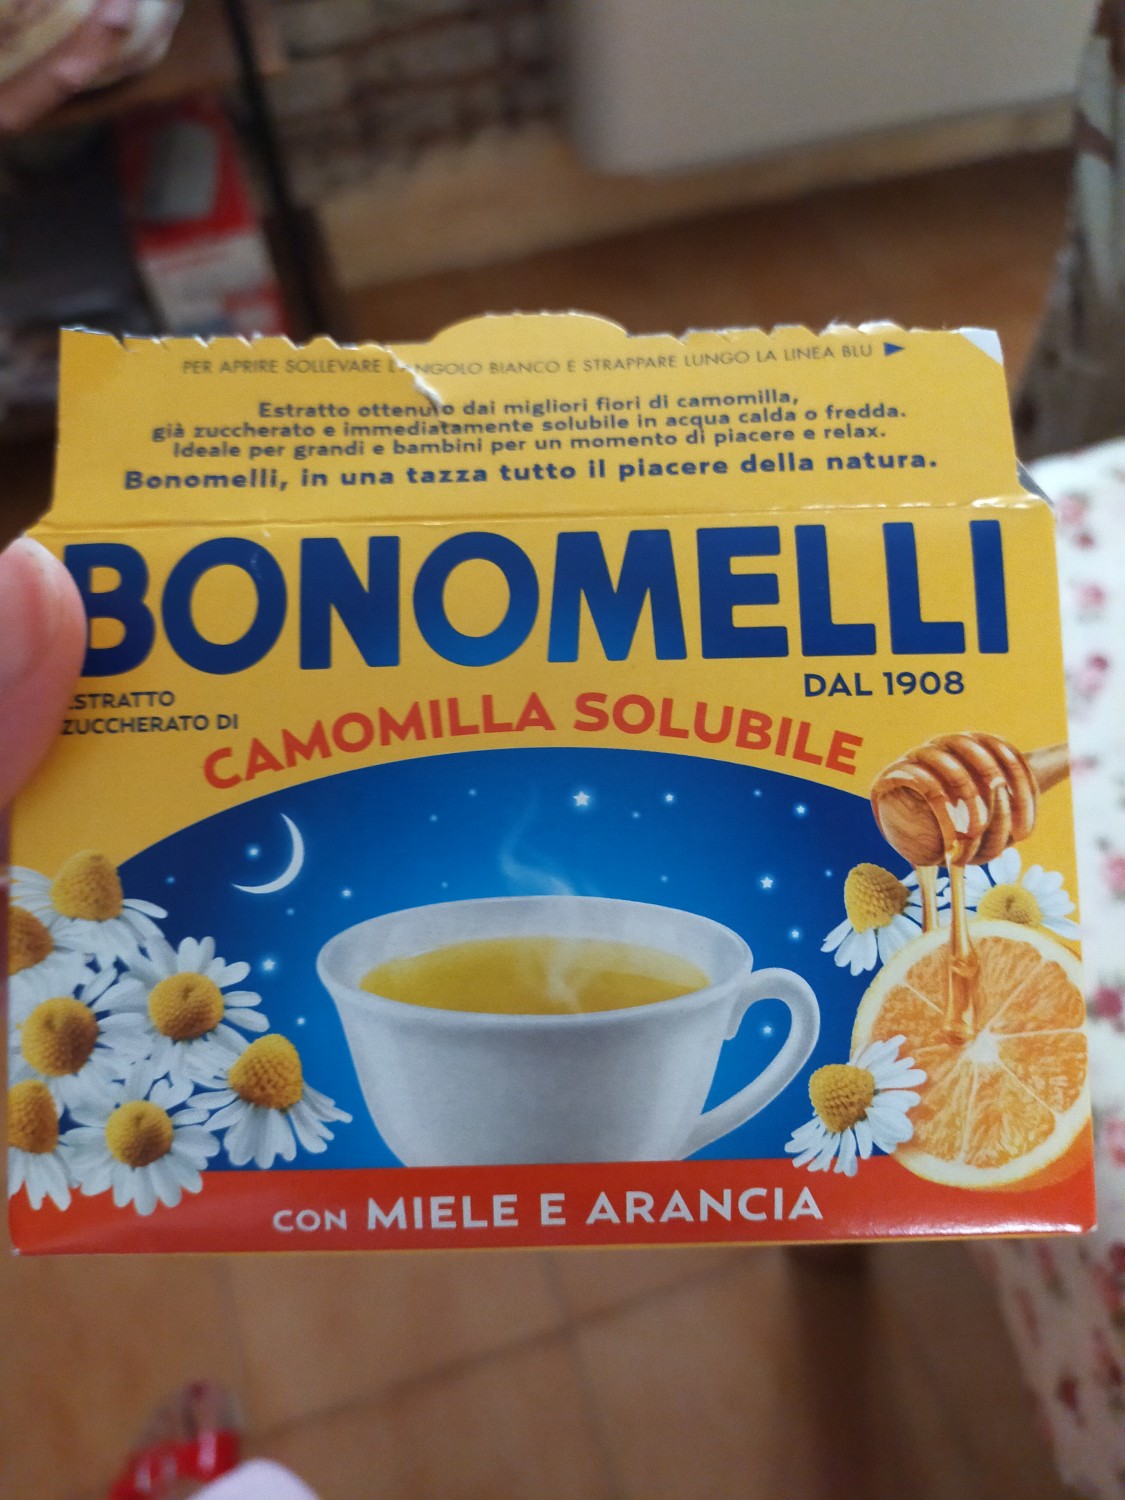 PER APRIRE SOLLEVARE L'ANGOLO BIANCO E STRAPPARE LUNGO LA LINEA BLU
Estratto ottenuto dai migliori fiori di camomilla,
già zuccherato e immediatamente solubile in acqua calda o fredda.
Ideale per grandi e bambini per un momento di piacere e relax.
Bonomelli, in una tazza tutto il piacere della natura.
BONOMELLI
DAL 1908
ESTRATTO
ZUCCHERATO DI
CAMOMILLA SOLUBILE
CON MIELE E ARANCIA